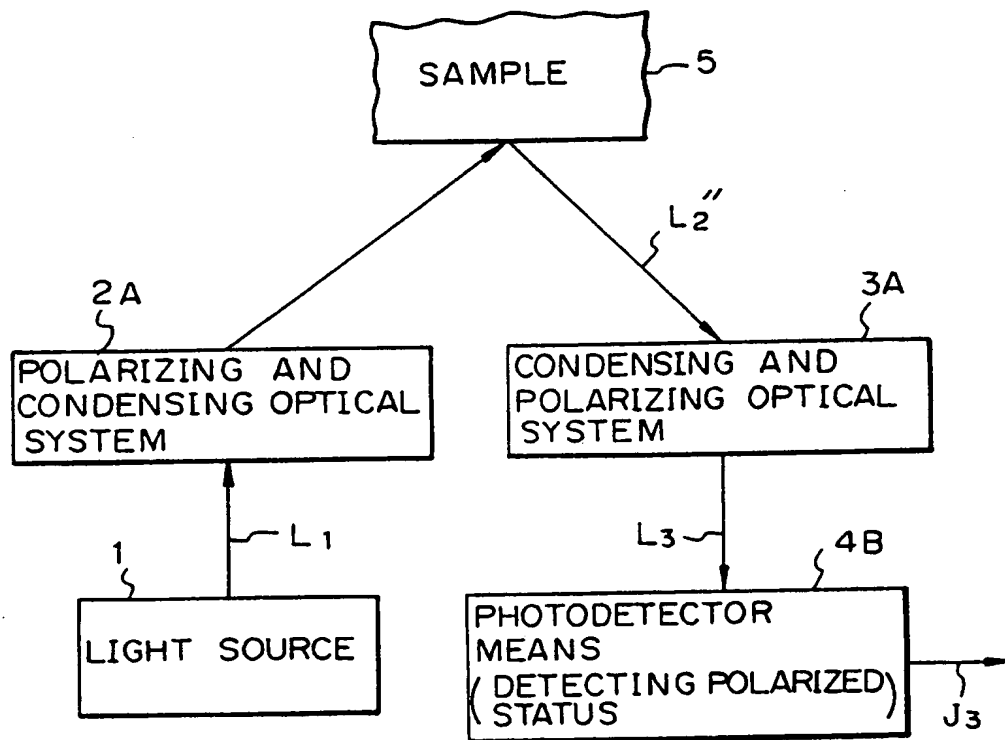 SAMPLE
5
L2"
2A
3A
POLARIZING AND
CONDENSING OPTICAL
SYSTEM
CONDENSING AND
POLARIZING OPTICAL
SYSTEM
L1
L3
1
4B
LIGHT SOURCE
PHOTODETECTOR
MEANS
(DETECTING POLARIZED
STATUS)
J3